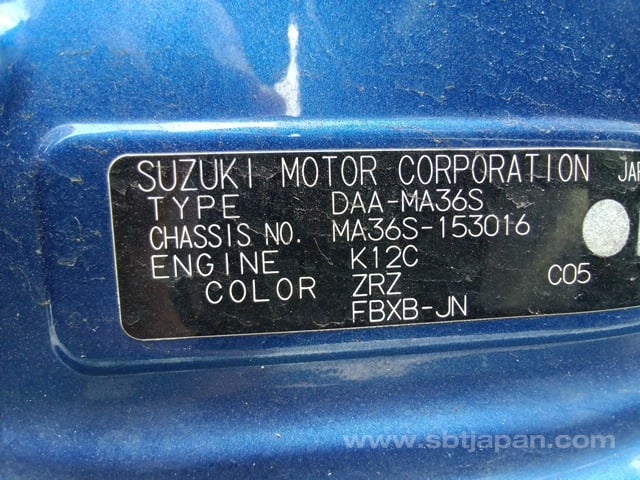 SUZUKI MOTOR CORPORATION
TYPE DAA-MA36S
CHASSIS NO. MA36S-153016
ENGINE K12C
COLOR ZRZ C05
FBXB-JN
www.sbtjapan.com